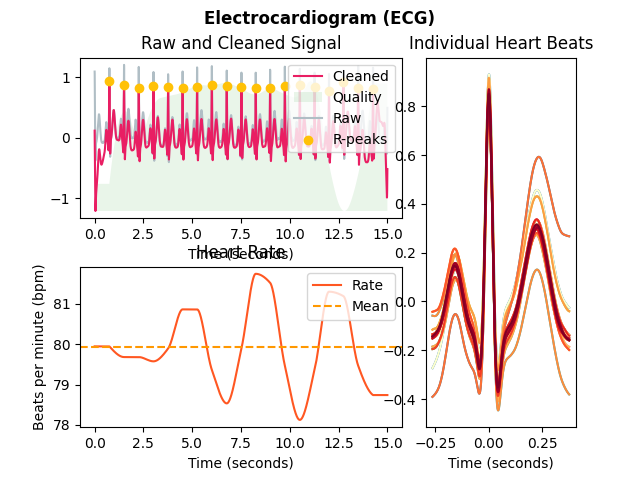 Electrocardiogram (ECG)
Raw and Cleaned Signal
1
0
−1
0.0 2.5 5.0 7.5 10.0 12.5 15.0
Time (seconds)
Cleaned
Quality
Raw
R-peaks
Heart Rate
Beats per minute (bpm)
81
80
79
78
0.0 2.5 5.0 7.5 10.0 12.5 15.0
Time (seconds)
Rate
Mean
Individual Heart Beats
0.8
0.6
0.4
0.2
0.0
−0.2
−0.4
−0.25 0.00 0.25
Time (seconds)